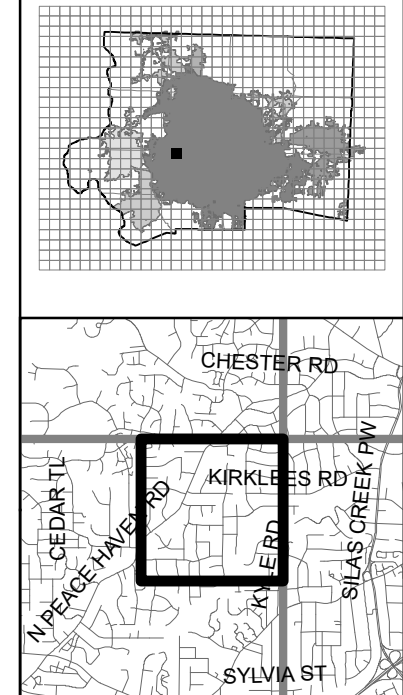 CHESTER RD
KIRKLEES RD
CEDAR TL
N PEACE HAVEN RD
KYLE RD
SILAS CREEK PW
SYLVIA ST